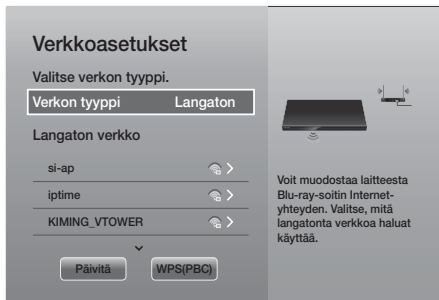 Verkkoasetukset
Valitse verkon tyyppi.
Verkon tyyppi Langaton
Langaton verkko
si-ap
iptime
KIMING_VTOWER
Päivitä WPS(PBC)
Voit muodostaa laitteesta
Blu-ray-soitin Internet-
yhteyden. Valitse, mitä
langatonta verkkoa haluat
käyttää.